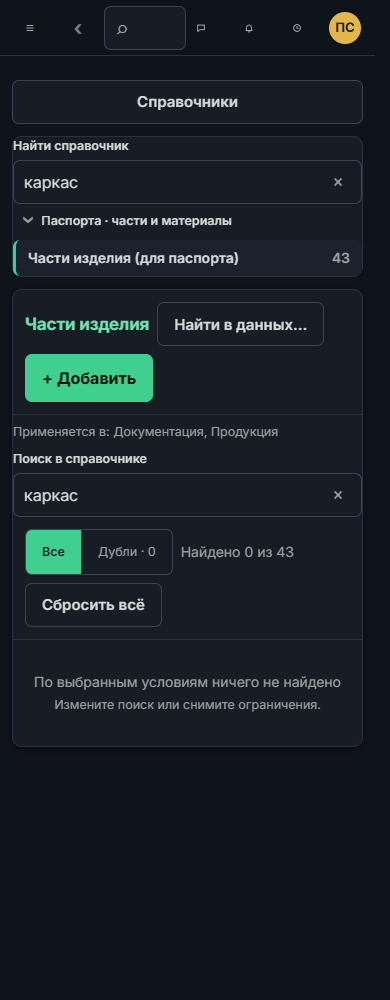 ПС
Справочники
Найти справочник
каркас
Паспорта · части и материалы
Части изделия (для паспорта) 43
Части изделия
Найти в данных...
+ Добавить
Применяется в: Документация, Продукция
Поиск в справочнике
каркас
Все Дубли · 0 Найдено 0 из 43
Сбросить всё
По выбранным условиям ничего не найдено
Измените поиск или снимите ограничения.